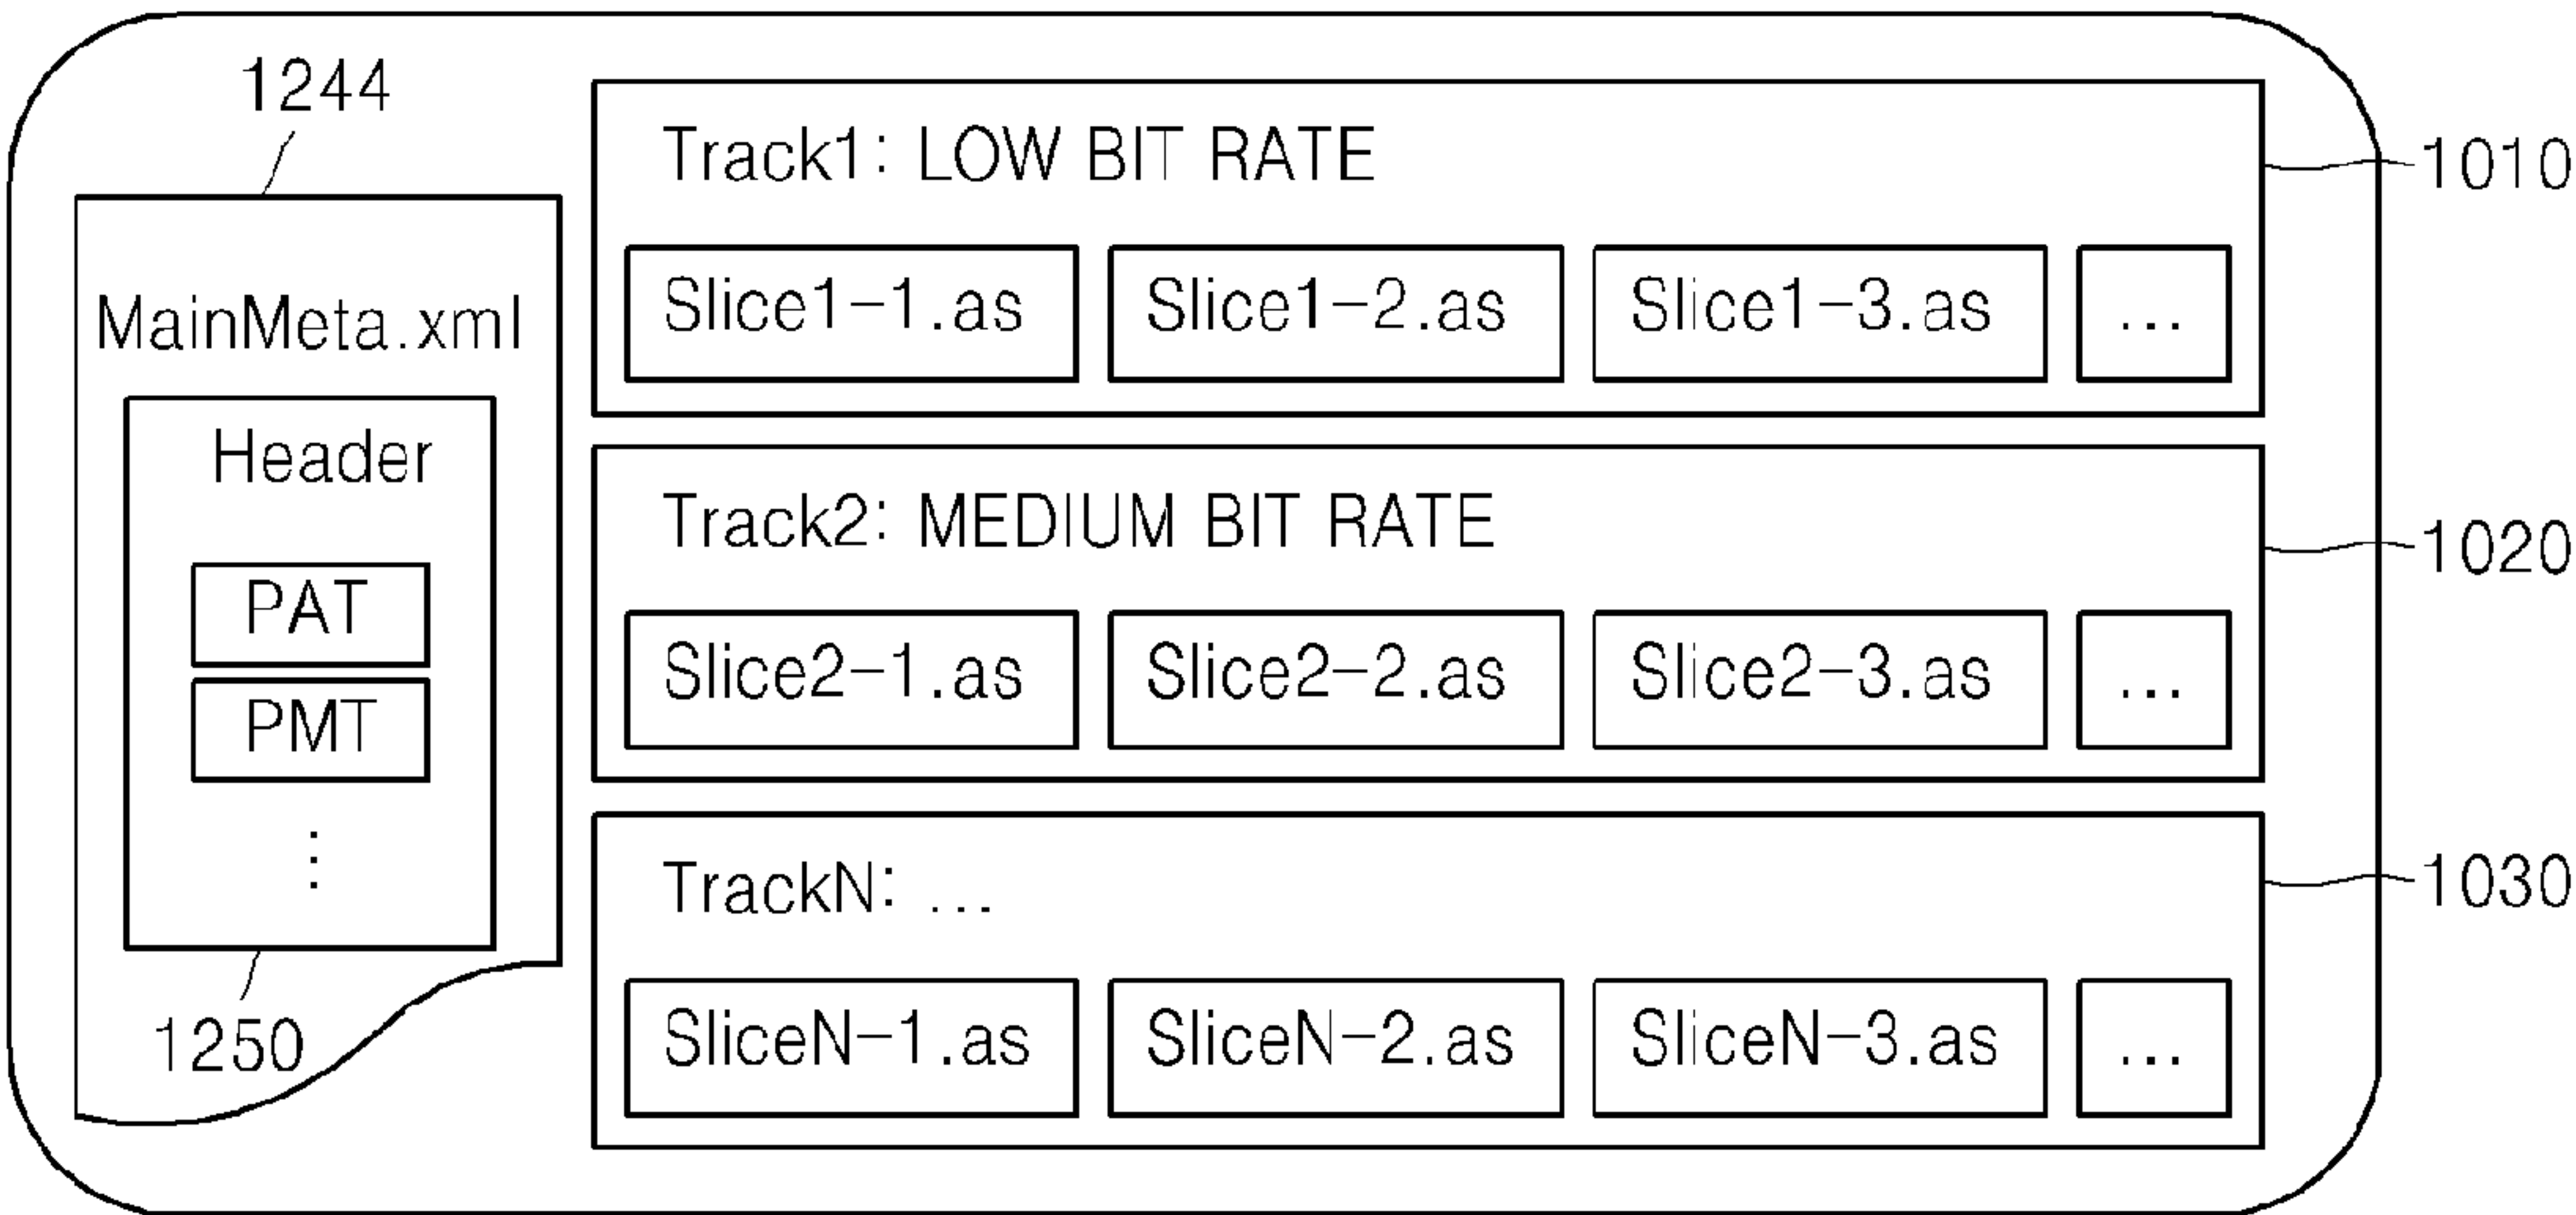 1244
MainMeta.xml
Header
PAT
PMT
⋮
1250
Track1: LOW BIT RATE
Slice1-1.as Slice1-2.as Slice1-3.as ...
1010
Track2: MEDIUM BIT RATE
Slice2-1.as Slice2-2.as Slice2-3.as ...
1020
TrackN: ...
SliceN-1.as SliceN-2.as SliceN-3.as ...
1030